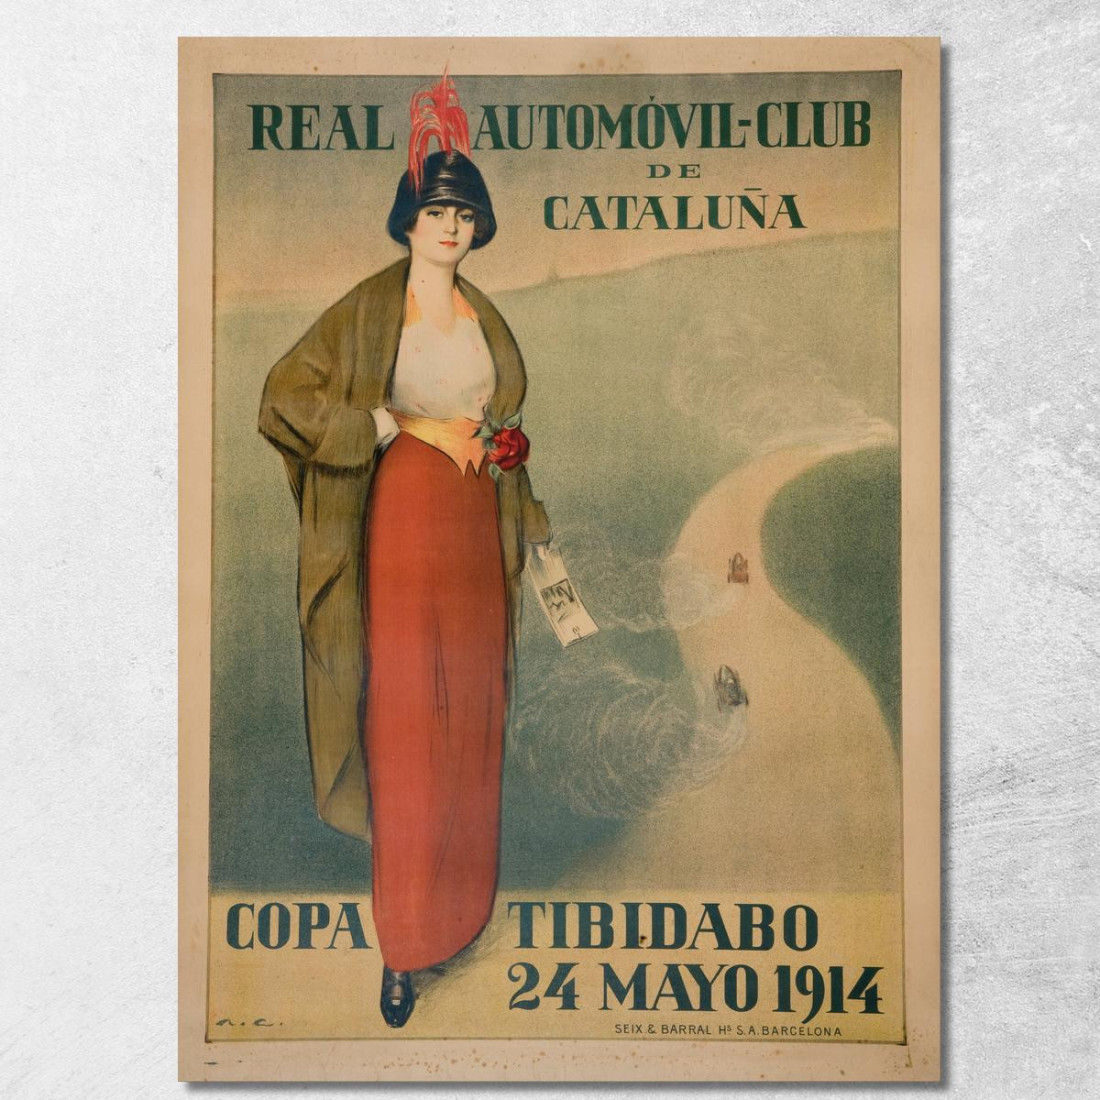 REAL AUTOMÓVIL-CLUB
DE
CATALUÑA
COPA TIBIDABO
24 MAYO 1914
A. C.
SEIX & BARRAL Hs S.A. BARCELONA